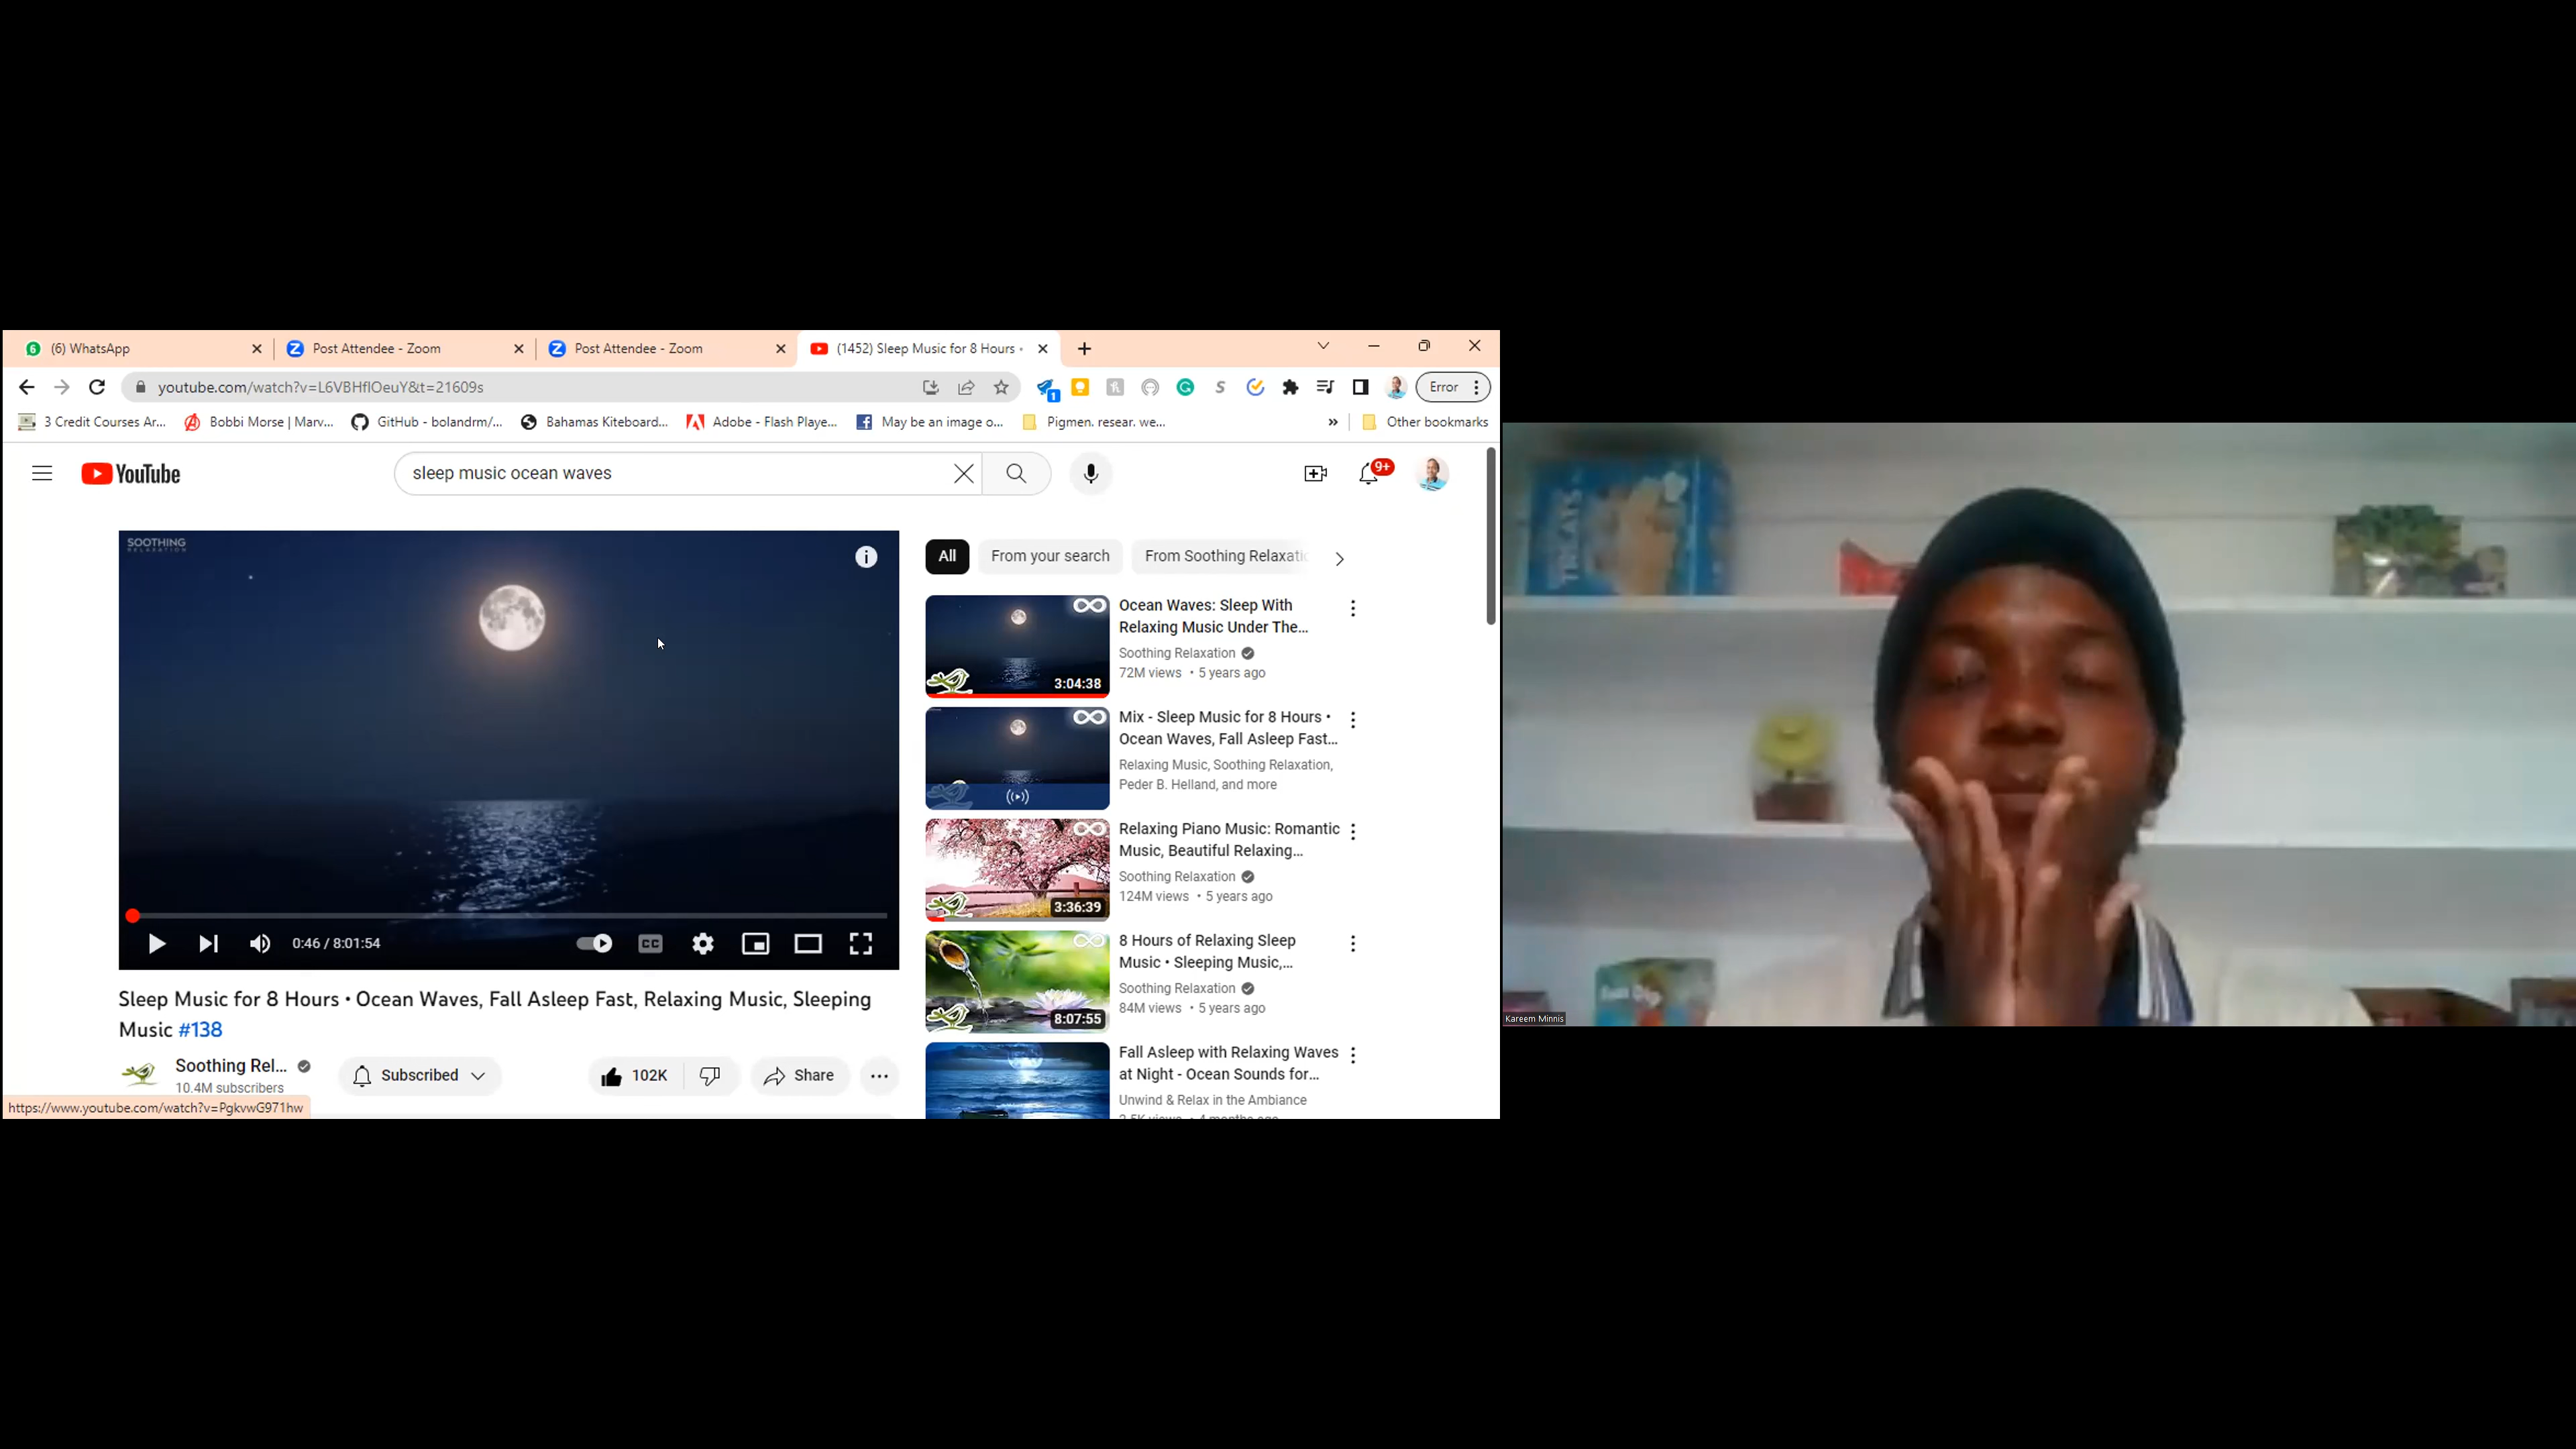 (6) WhatsApp
Post Attendee - Zoom
Post Attendee - Zoom
(1452) Sleep Music for 8 Hours •
youtube.com/watch?v=L6VBHflOeuY&t=21609s
1
Error
3 Credit Courses Ar...
Bobbi Morse | Marv...
GitHub - bolandrm/...
Bahamas Kiteboard...
Adobe - Flash Playe...
May be an image o...
Pigmen. resear. we...
Other bookmarks
YouTube
sleep music ocean waves
9+
SOOTHING
RELAXATION
0:46 / 8:01:54
CC
Sleep Music for 8 Hours • Ocean Waves, Fall Asleep Fast, Relaxing Music, Sleeping
Music #138
Soothing Rel...
10.4M subscribers
Subscribed
102K
Share
https://www.youtube.com/watch?v=PgkvwG971hw
All
From your search
From Soothing Relaxatic
3:04:38
Ocean Waves: Sleep With
Relaxing Music Under The...
Soothing Relaxation
72M views • 5 years ago
Mix - Sleep Music for 8 Hours •
Ocean Waves, Fall Asleep Fast...
Relaxing Music, Soothing Relaxation,
Peder B. Helland, and more
3:36:39
Relaxing Piano Music: Romantic
Music, Beautiful Relaxing...
Soothing Relaxation
124M views • 5 years ago
8:07:55
8 Hours of Relaxing Sleep
Music • Sleeping Music,...
Soothing Relaxation
84M views • 5 years ago
Fall Asleep with Relaxing Waves
at Night - Ocean Sounds for...
Unwind & Relax in the Ambiance
TREATS
Kareem Minnis